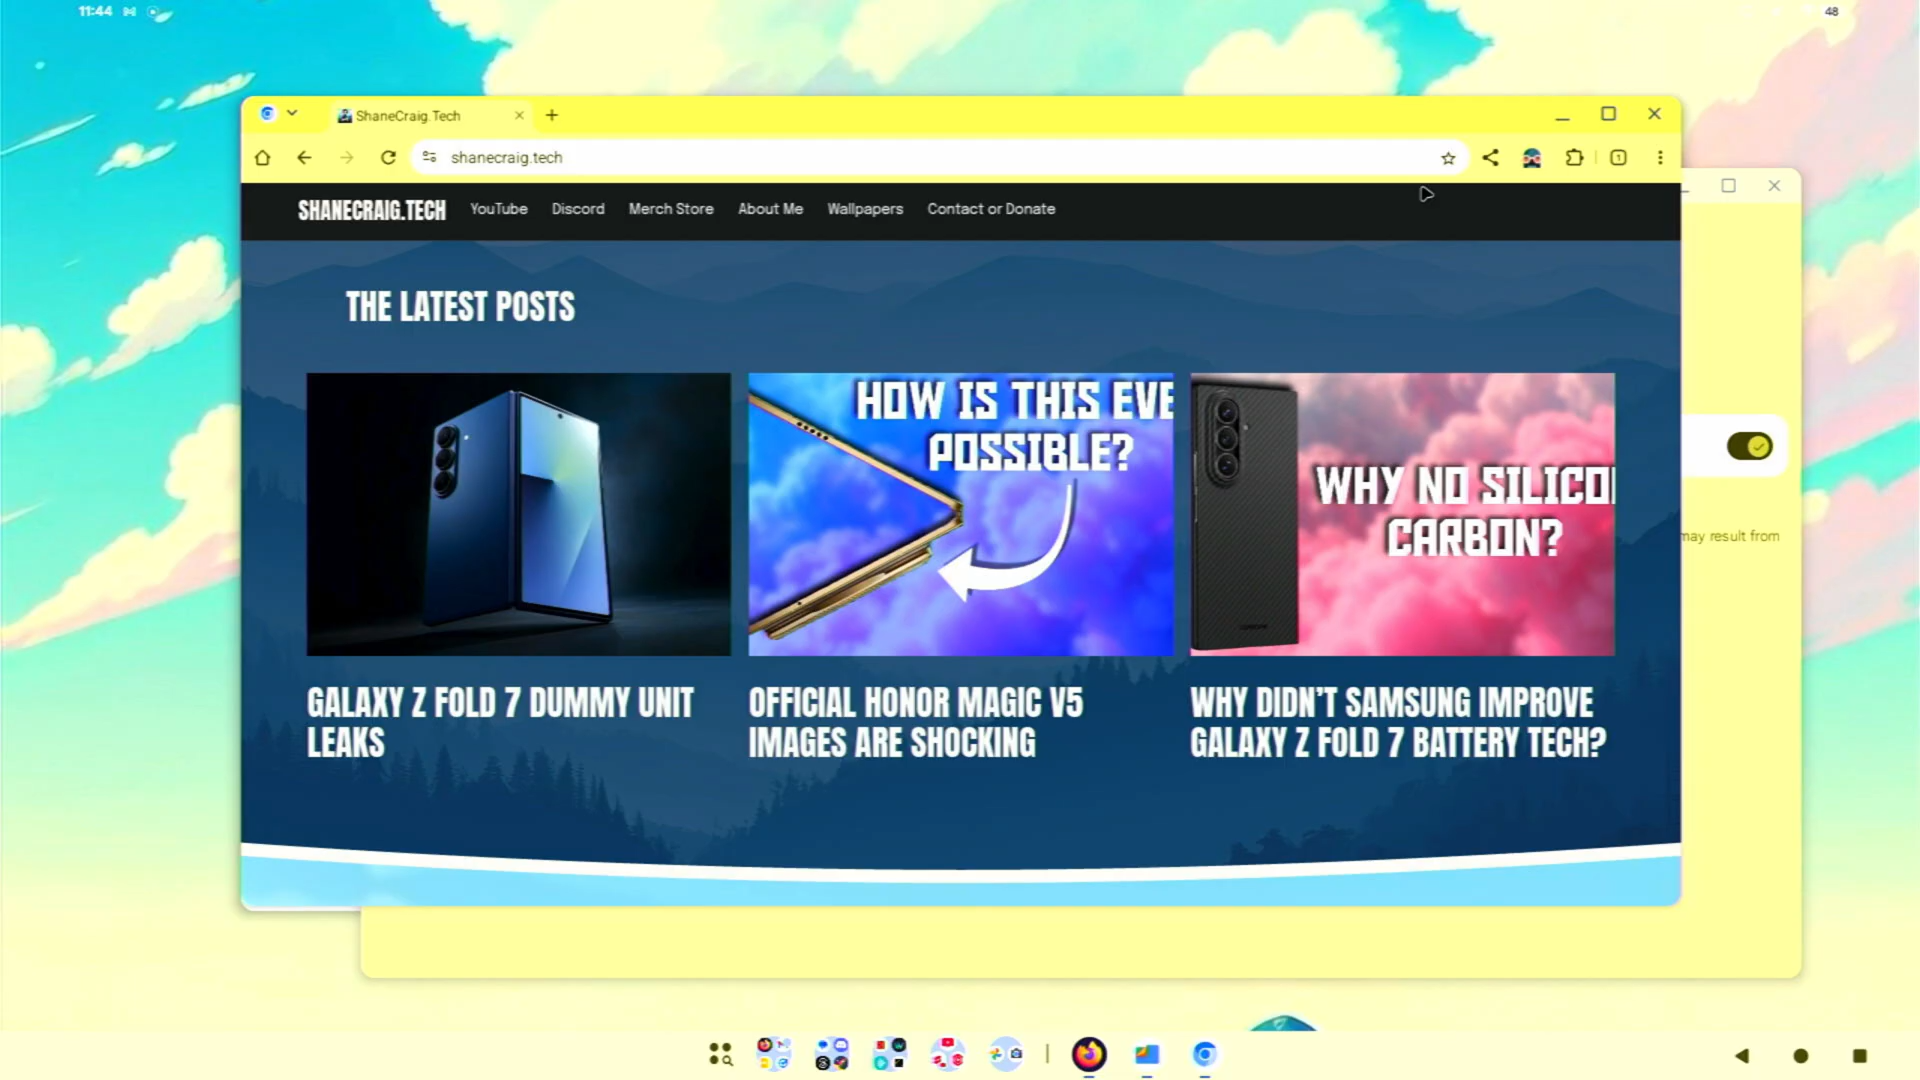 11:44
48
ShaneCraig.Tech
shanecraig.tech
1
SHANECRAIG.TECH YouTube Discord Merch Store About Me Wallpapers Contact or Donate
THE LATEST POSTS
HOW IS THIS EVE
POSSIBLE?
WHY NO SILICO
CARBON?
GALAXY Z FOLD 7 DUMMY UNIT
LEAKS
OFFICIAL HONOR MAGIC V5
IMAGES ARE SHOCKING
WHY DIDN'T SAMSUNG IMPROVE
GALAXY Z FOLD 7 BATTERY TECH?
may result from